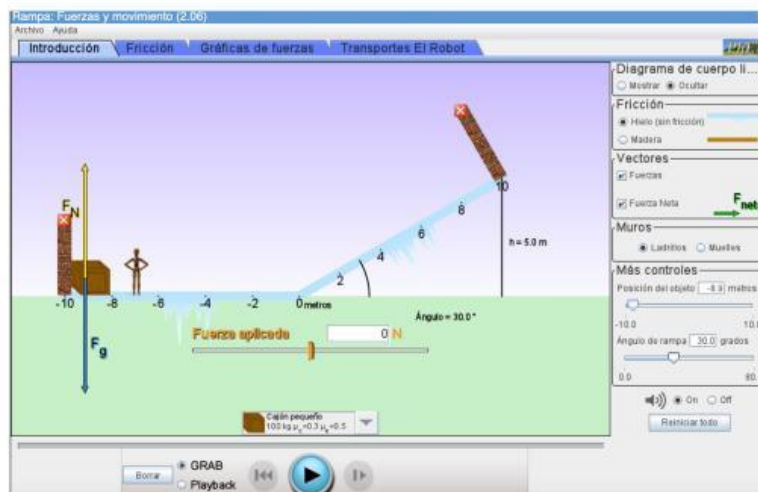 Rampa: Fuerzas y movimiento (2.06)
Archivo Ayuda
Introducción Fricción Gráficas de fuerzas Transportes El Robot
Diagrama de cuerpo li...
Mostrar Ocultar
Fricción
Hielo (sin fricción)
Madera
Vectores
Fuerzas
Fuerza Neta Fnet
Muros
Ladrillos Muelles
Más controles
Posición del objeto -8.9 metros
-10.0 10.
Ángulo de rampa 30.0 grados
0.0 60.
On Off
Reiniciar todo
FN
Fg
-10 -8 -6 -4 -2 0 metros 2 4 6 8 10
h = 5.0 m
Ángulo = 30.0 °
Fuerza aplicada 0 N
Cajón pequeño
Borrar
GRAB
Playback